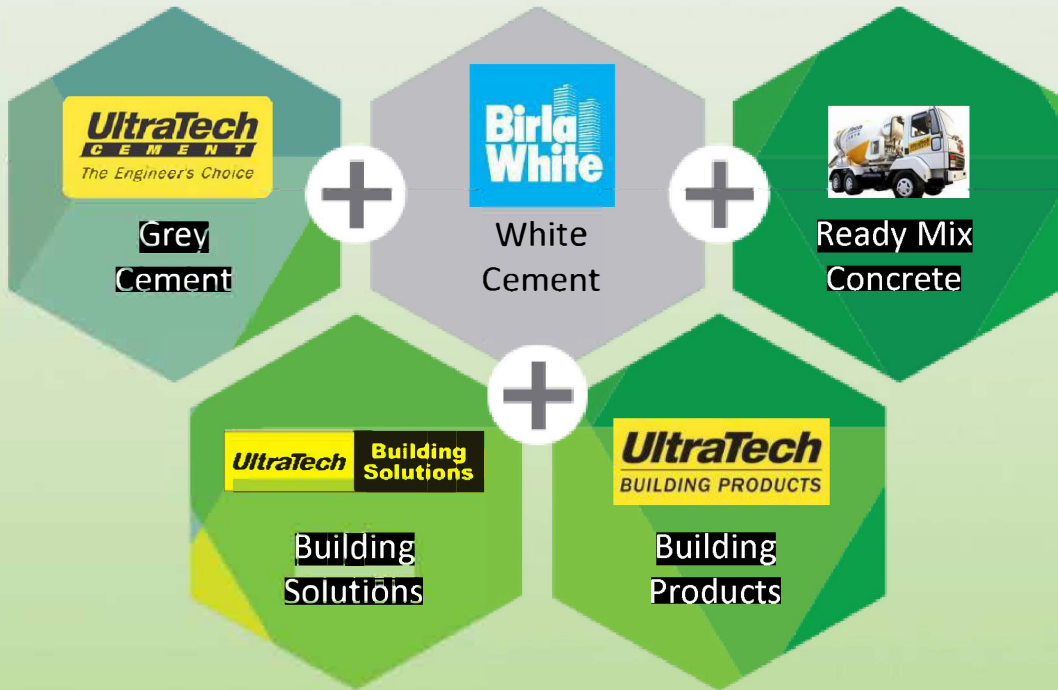 UltraTech
CEMENT
The Engineer's Choice
Grey
Cement
Birla
White
White
Cement
Ready Mix
Concrete
UltraTech
Building
Solutions
Building
Solutions
UltraTech
BUILDING PRODUCTS
Building
Products